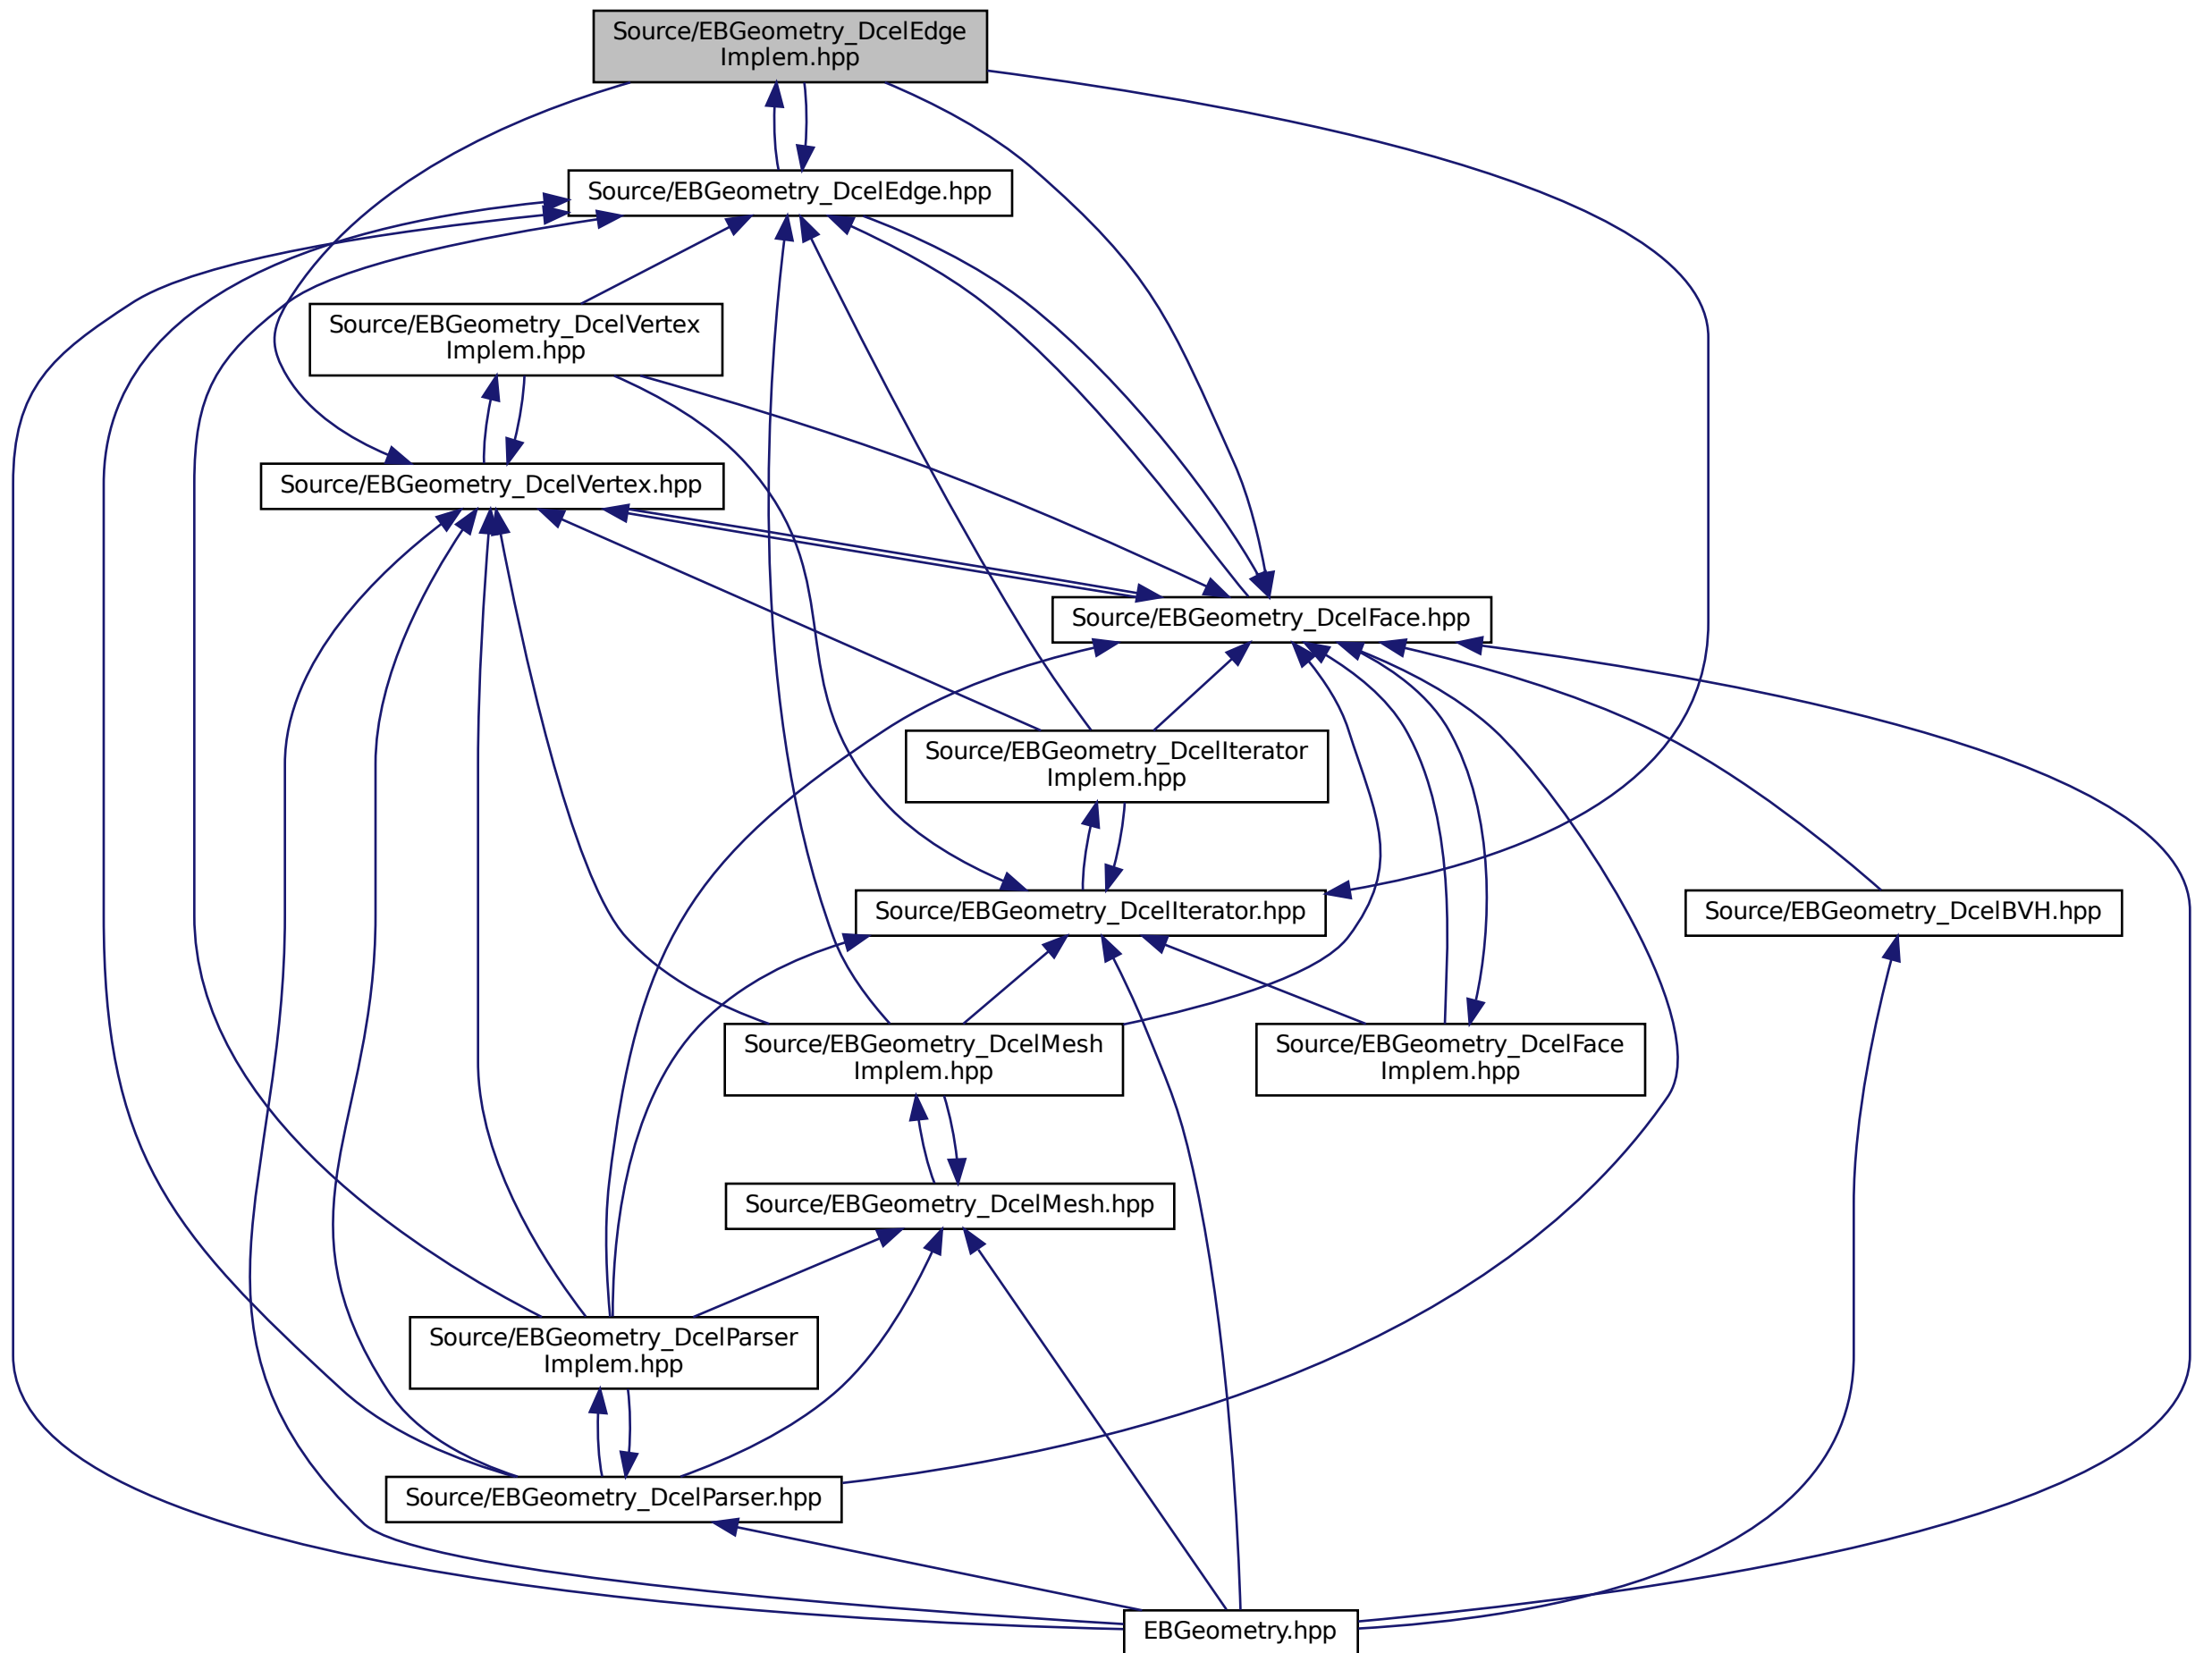 Source/EBGeometry_DcelEdge
Implem.hpp
Source/EBGeometry_DcelEdge.hpp
Source/EBGeometry_DcelVertex
Implem.hpp
Source/EBGeometry_DcelVertex.hpp
Source/EBGeometry_DcelFace.hpp
Source/EBGeometry_DcelIterator
Implem.hpp
Source/EBGeometry_DcelIterator.hpp
Source/EBGeometry_DcelBVH.hpp
Source/EBGeometry_DcelMesh
Implem.hpp
Source/EBGeometry_DcelFace
Implem.hpp
Source/EBGeometry_DcelMesh.hpp
Source/EBGeometry_DcelParser
Implem.hpp
Source/EBGeometry_DcelParser.hpp
EBGeometry.hpp